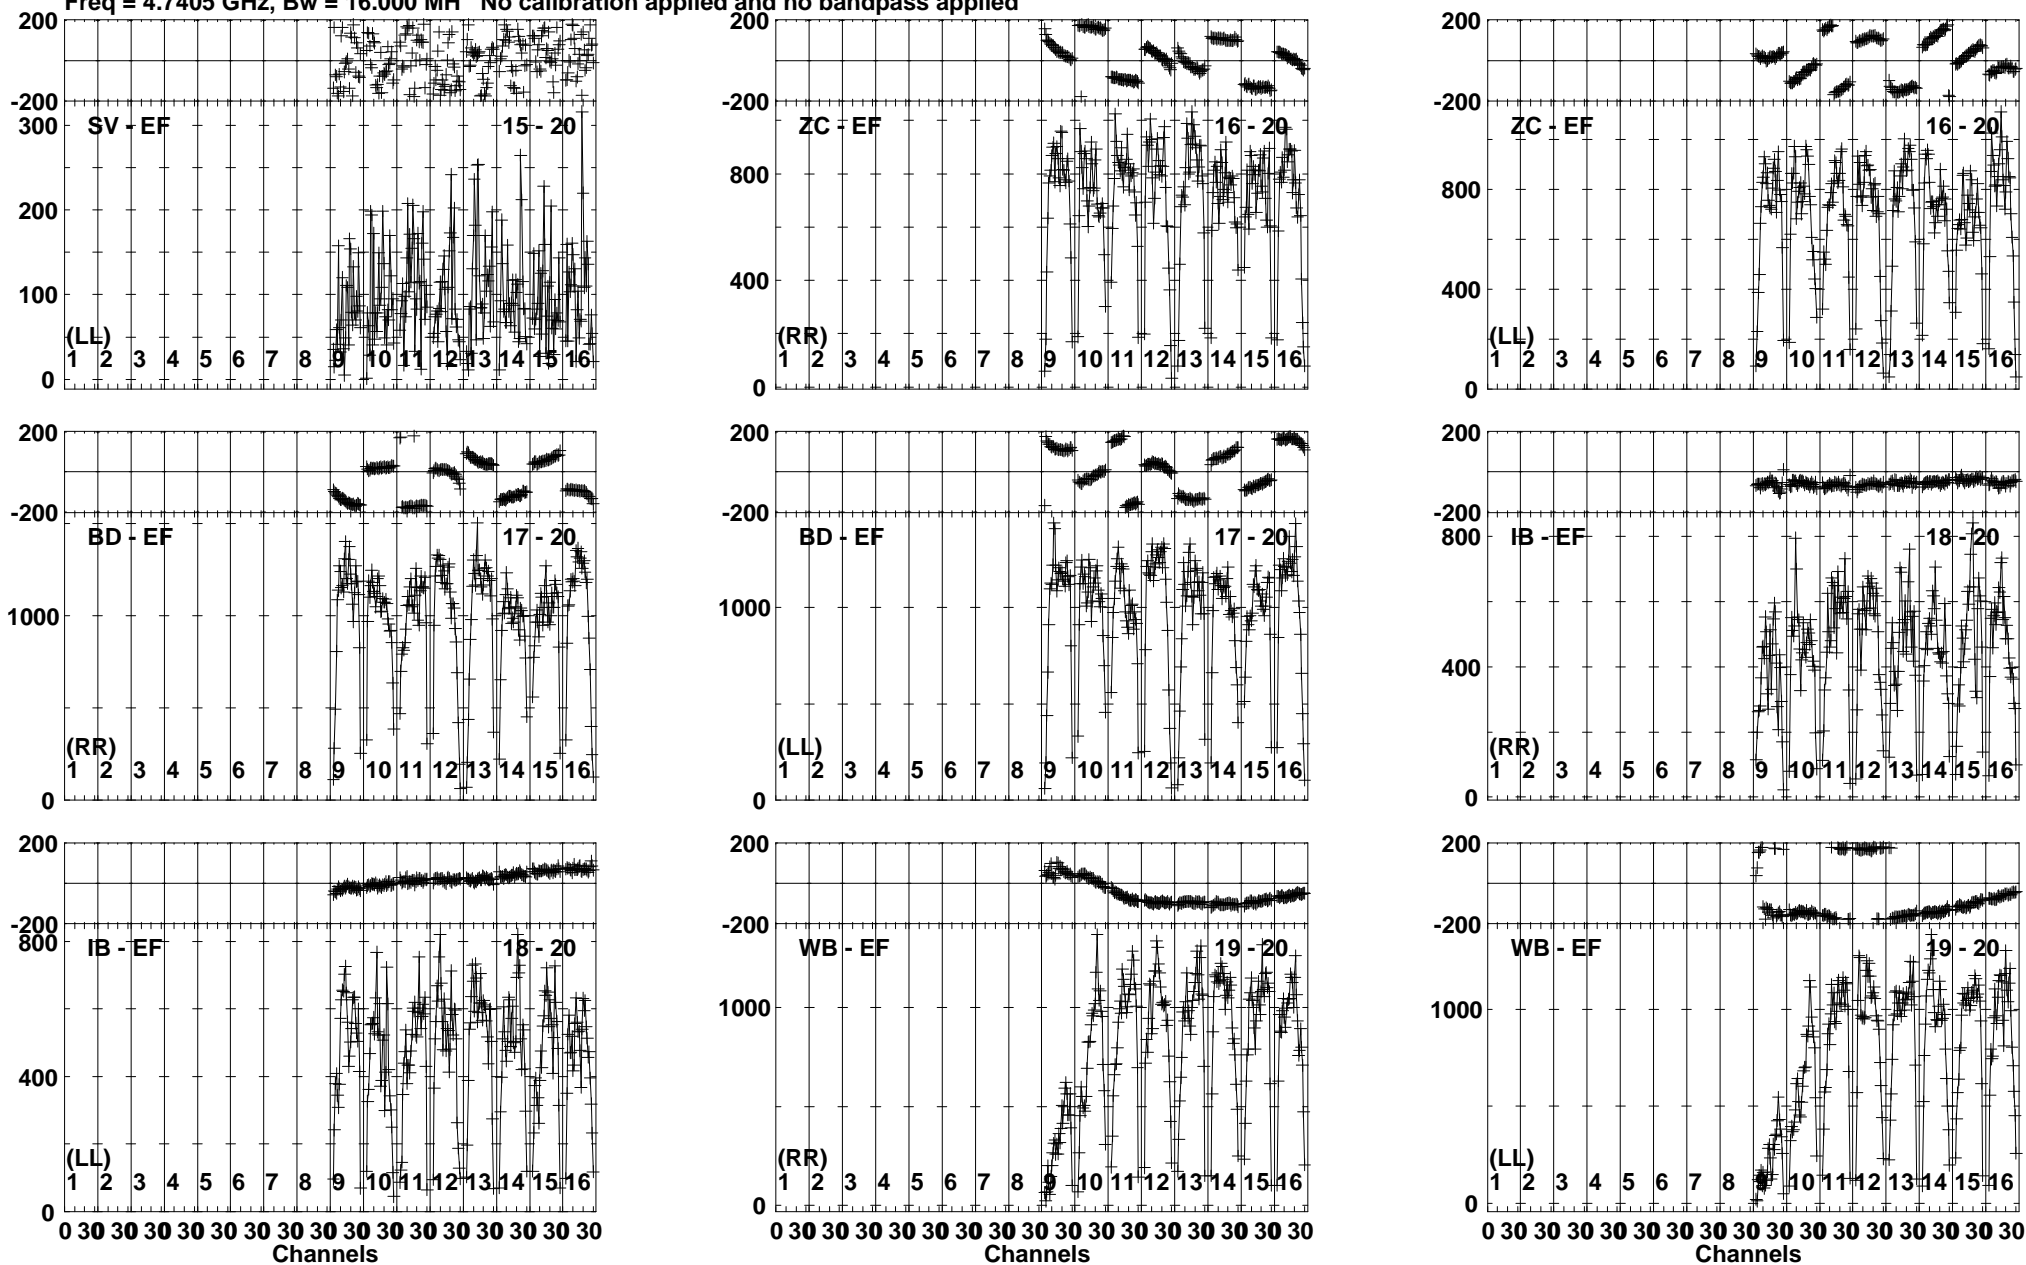 Freq = 4.7405 GHz, Bw = 16.000 MH No calibration applied and no bandpass applied
200
-200
300
200
100
0
SV - EF
15 - 20
(LL)
1 2 3 4 5 6 7 8 9 10 11 12 13 14 15 16
200
-200
800
400
0
ZC - EF
16 - 20
(RR)
1 2 3 4 5 6 7 8 9 10 11 12 13 14 15 16
200
-200
800
400
0
ZC - EF
16 - 20
(LL)
1 2 3 4 5 6 7 8 9 10 11 12 13 14 15 16
200
-200
1000
0
BD - EF
17 - 20
(RR)
1 2 3 4 5 6 7 8 9 10 11 12 13 14 15 16
200
-200
1000
0
BD - EF
17 - 20
(LL)
1 2 3 4 5 6 7 8 9 10 11 12 13 14 15 16
200
-200
800
400
0
IB - EF
18 - 20
(RR)
1 2 3 4 5 6 7 8 9 10 11 12 13 14 15 16
200
-200
800
400
0
IB - EF
18 - 20
(LL)
1 2 3 4 5 6 7 8 9 10 11 12 13 14 15 16
0 30 30 30 30 30 30 30 30 30 30 30 30 30 30 30 30
Channels
200
-200
1000
0
WB - EF
19 - 20
(RR)
1 2 3 4 5 6 7 8 9 10 11 12 13 14 15 16
0 30 30 30 30 30 30 30 30 30 30 30 30 30 30 30 30
Channels
200
-200
1000
0
WB - EF
19 - 20
(LL)
1 2 3 4 5 6 7 8 9 10 11 12 13 14 15 16
0 30 30 30 30 30 30 30 30 30 30 30 30 30 30 30 30
Channels